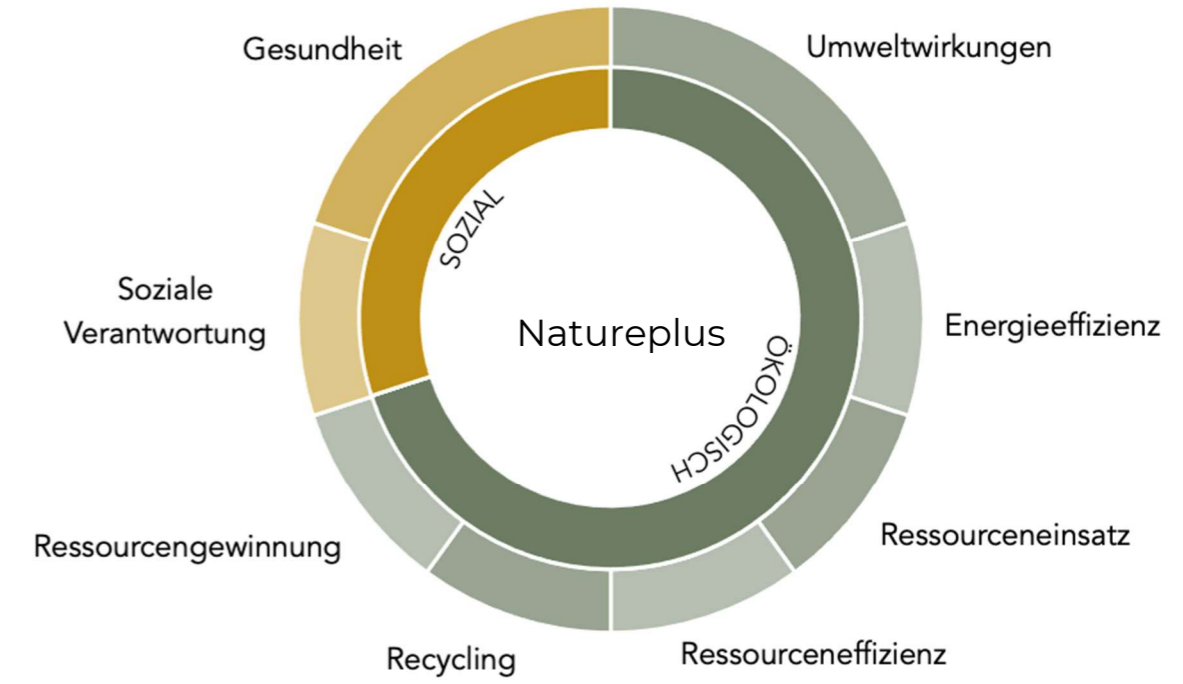 Gesundheit
Umweltwirkungen
SOZIAL
Soziale
Verantwortung
Natureplus
Energieeffizienz
ÖKOLOGISCH
Ressourcengewinnung
Ressourceneinsatz
Recycling
Ressourceneffizienz